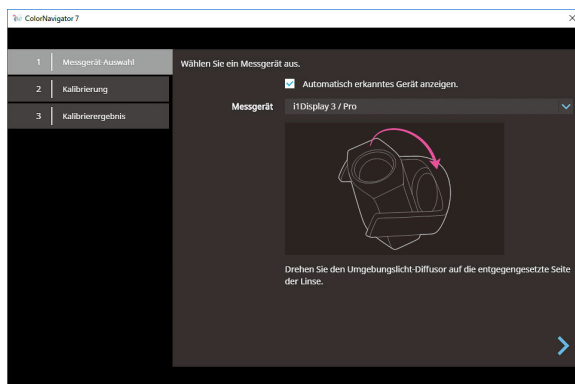 ColorNavigator 7
1 Messgerät-Auswahl
2 Kalibrierung
3 Kalibrierergebnis
Wählen Sie ein Messgerät aus.
Automatisch erkanntes Gerät anzeigen.
Messgerät i1Display 3 / Pro
Drehen Sie den Umgebungslicht-Diffusor auf die entgegengesetzte Seite
der Linse.